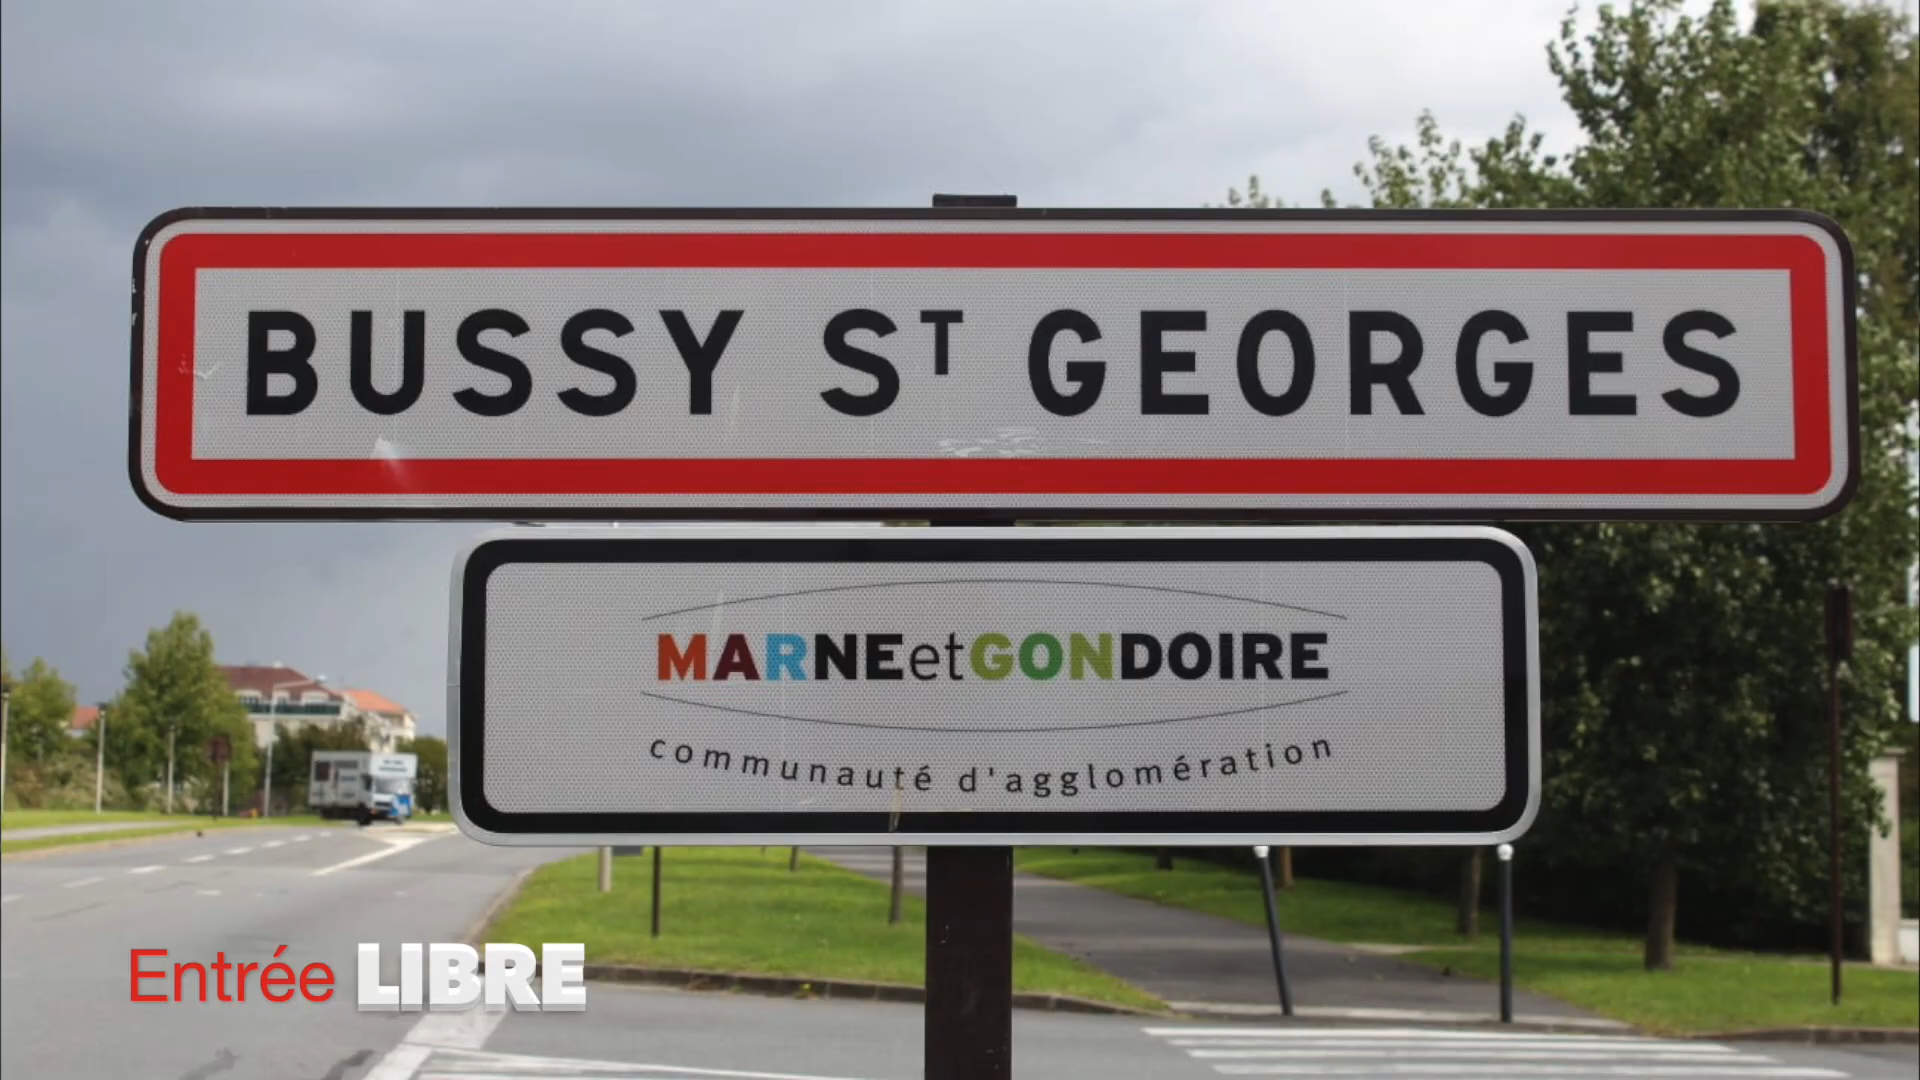 BUSSY ST GEORGES
MARNEetGONDOIRE
communauté d'agglomération
Entrée LIBRE